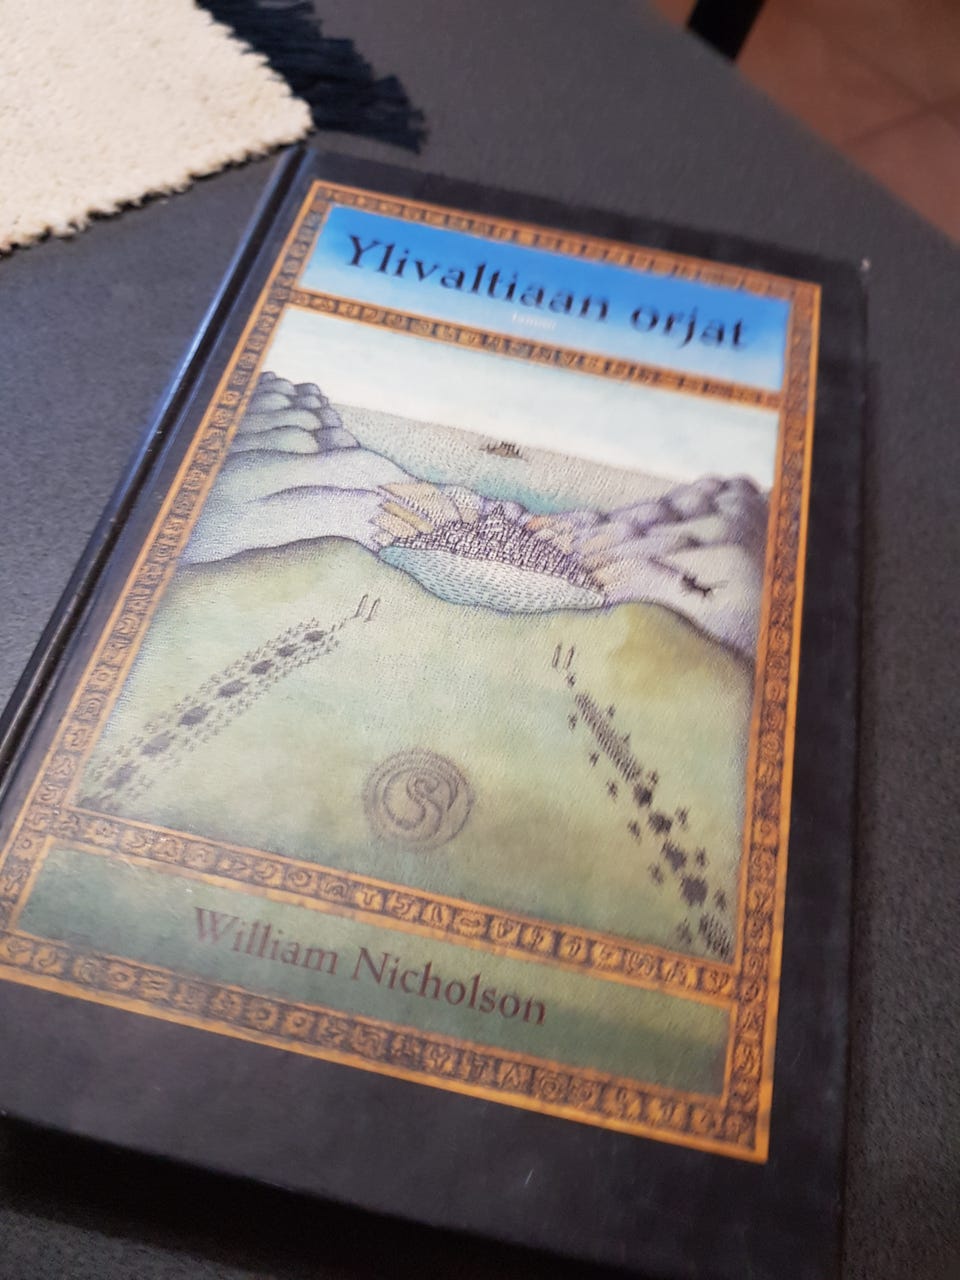 Ylivaltiaan orjat
William Nicholson